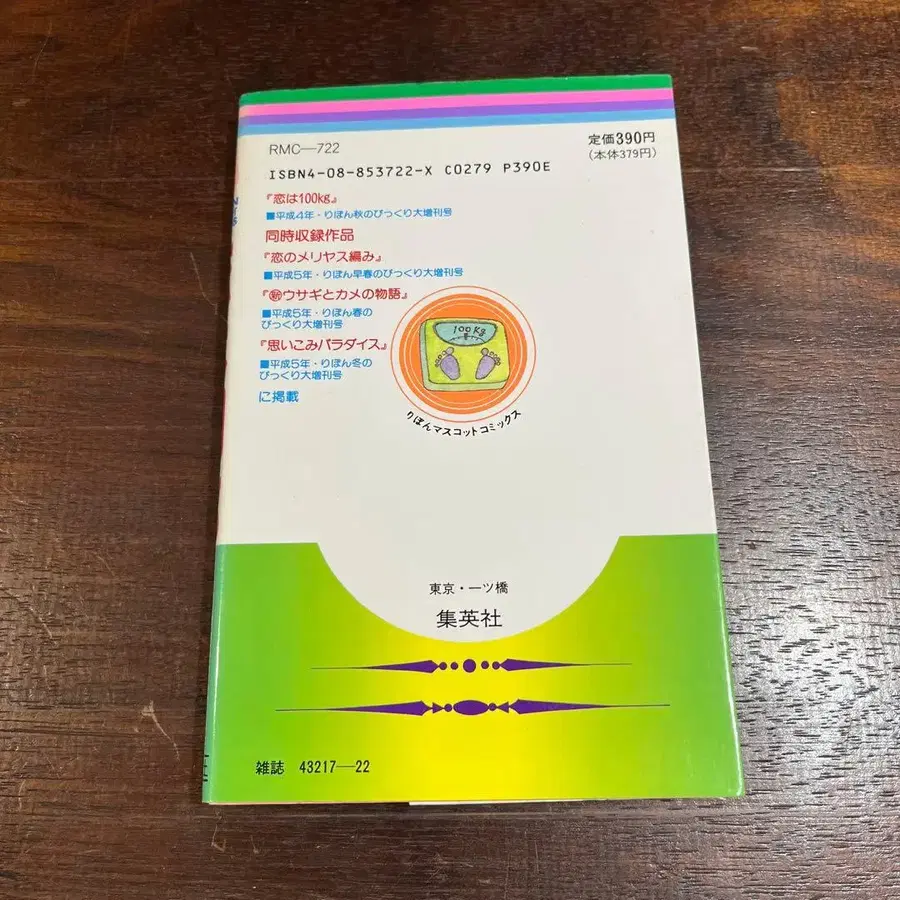 RMC—722
定価390円
(本体379円)
ISBN4-08-853722-X C0279 P390E
『恋は100kg』
■平成4年・りぼん秋のびっくり大増刊号
同時収録作品
『恋のメリヤス編み』
■平成5年・りぼん早春のびっくり大増刊号
『㊟ウサギとカメの物語』
■平成5年・りぼん春の
びっくり大増刊号
『思いこみパラダイス』
■平成5年・りぼん冬の
びっくり大増刊号
に掲載
100Kg
りぼんマスコットコミックス
東京・一ツ橋
集英社
雑誌 43217—22